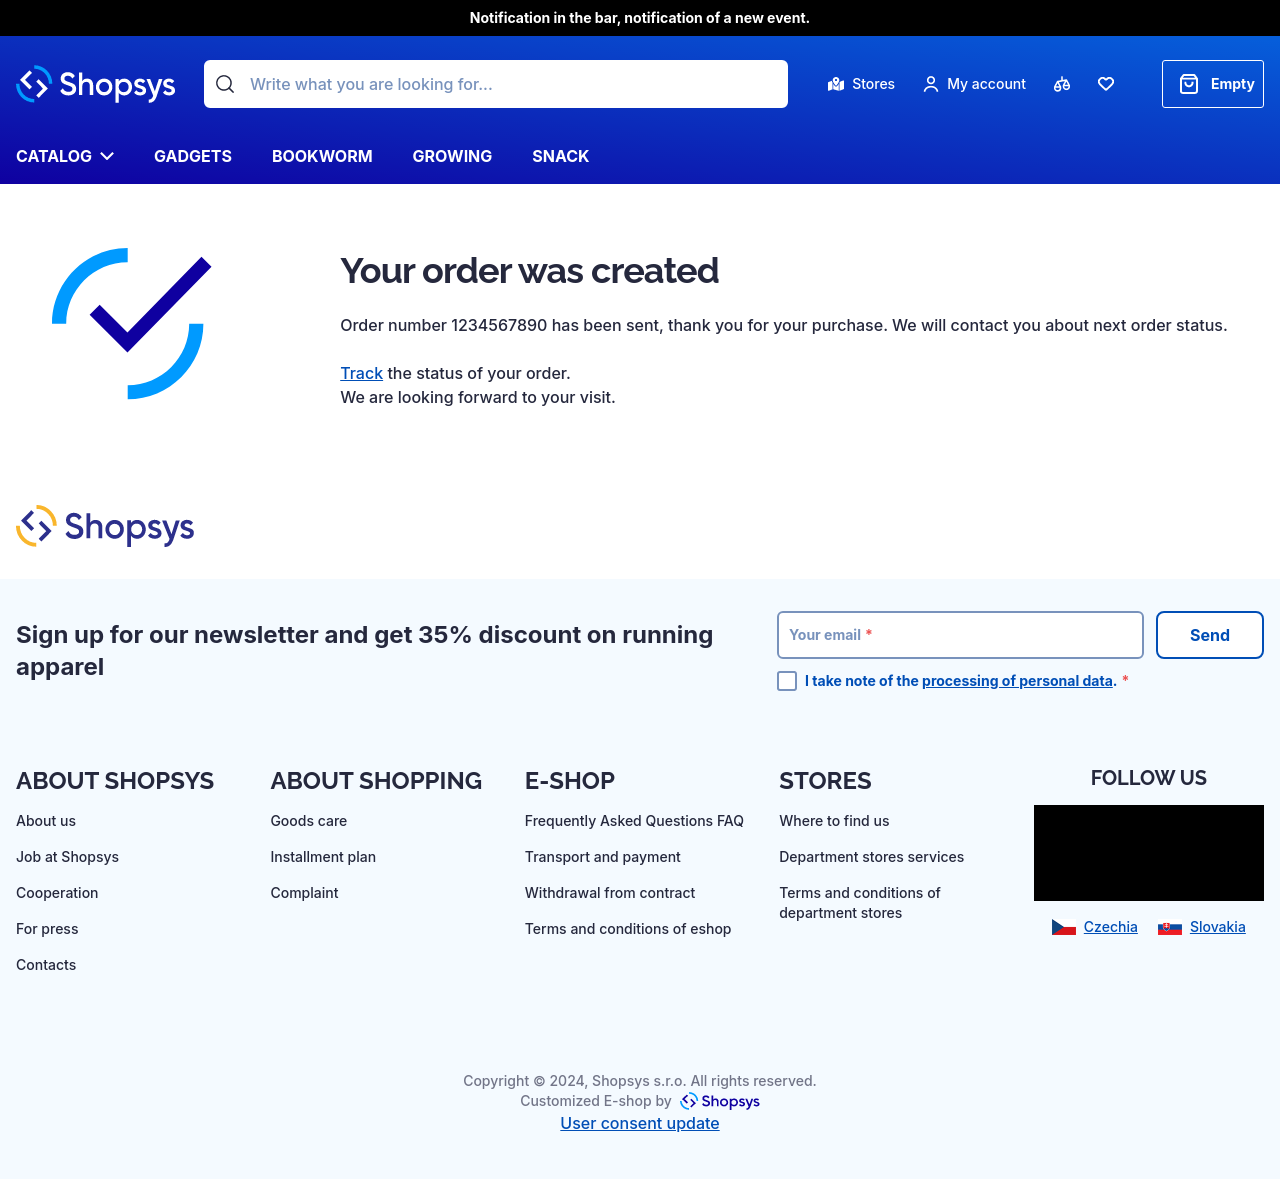 Notification in the bar, notification of a new event.
Shopsys
Write what you are looking for...
Stores
My account
Empty
CATALOG
GADGETS
BOOKWORM
GROWING
SNACK
Your order was created
Order number 1234567890 has been sent, thank you for your purchase. We will contact you about next order status.
Track the status of your order.
We are looking forward to your visit.
Shopsys
Sign up for our newsletter and get 35% discount on running
apparel
Your email *
Send
I take note of the processing of personal data. *
ABOUT SHOPSYS
About us
Job at Shopsys
Cooperation
For press
Contacts
ABOUT SHOPPING
Goods care
Installment plan
Complaint
E-SHOP
Frequently Asked Questions FAQ
Transport and payment
Withdrawal from contract
Terms and conditions of eshop
STORES
Where to find us
Department stores services
Terms and conditions of
department stores
FOLLOW US
Czechia
Slovakia
Copyright © 2024, Shopsys s.r.o. All rights reserved.
Customized E-shop by Shopsys
User consent update